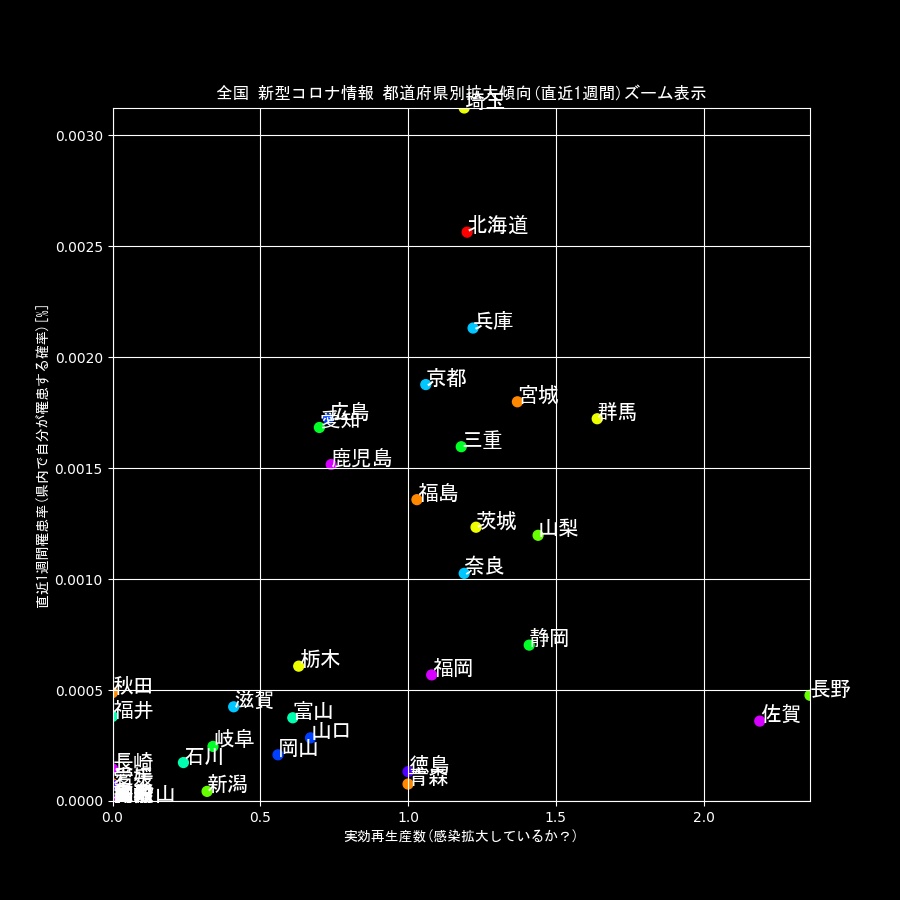 全国 新型コロナ情報 都道府県別拡大傾向(直近1週間)ズーム表示
埼玉
0.0030
北海道
0.0025
兵庫
0.0020
京都
宮城
広島
群馬
愛知
三重
0.0015
鹿児島
福島
茨城
山梨
奈良
0.0010
静岡
栃木
福岡
0.0005
秋田
長野
滋賀
福井
富山
佐賀
山口
岐阜
岡山
石川
長崎
徳島
愛媛
青森
新潟
山
0.0000
0.0
0.5
1.0
1.5
2.0
実効再生産数(感染拡大しているか？)
直近1週間罹患率(県内で自分が罹患する確率)[%]